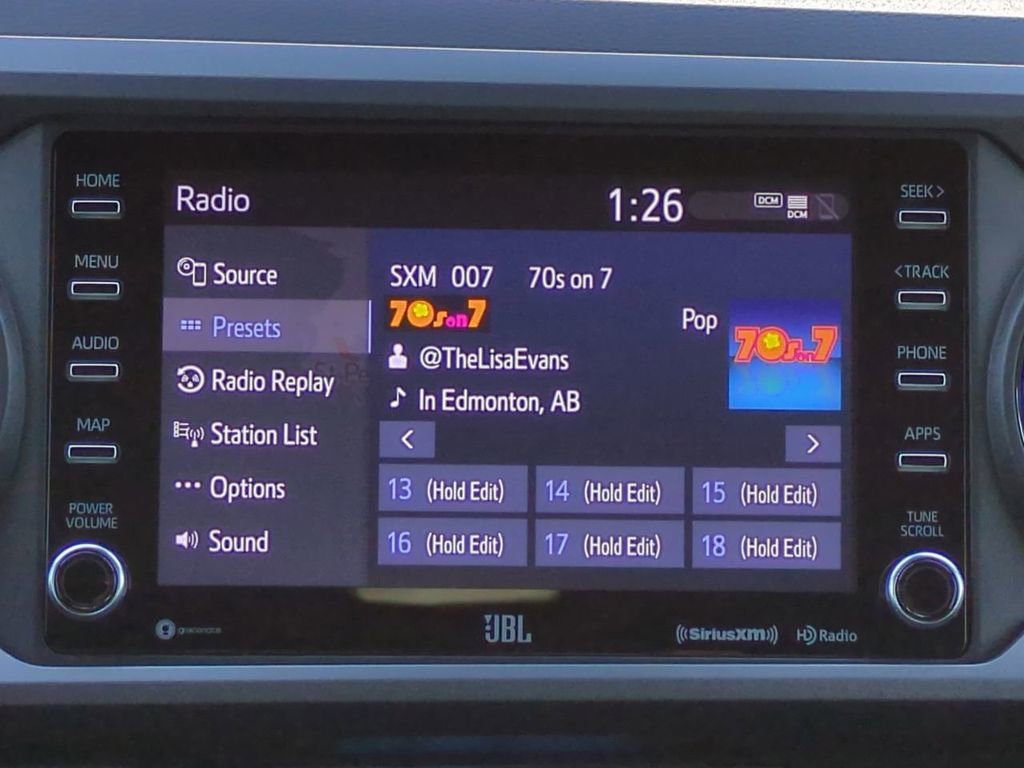 HOME
MENU
AUDIO
MAP
POWER
VOLUME
Radio
1:26
DCM
DCM
Source
Presets
Radio Replay
Station List
Options
Sound
SXM 007 70s on 7
70s on 7
Pop
70s on 7
@TheLisaEvans
In Edmonton, AB
<
>
13 (Hold Edit)
14 (Hold Edit)
15 (Hold Edit)
16 (Hold Edit)
17 (Hold Edit)
18 (Hold Edit)
SEEK >
< TRACK
PHONE
APPS
TUNE
SCROLL
gracenote
JBL
((SiriusXM))
HD Radio